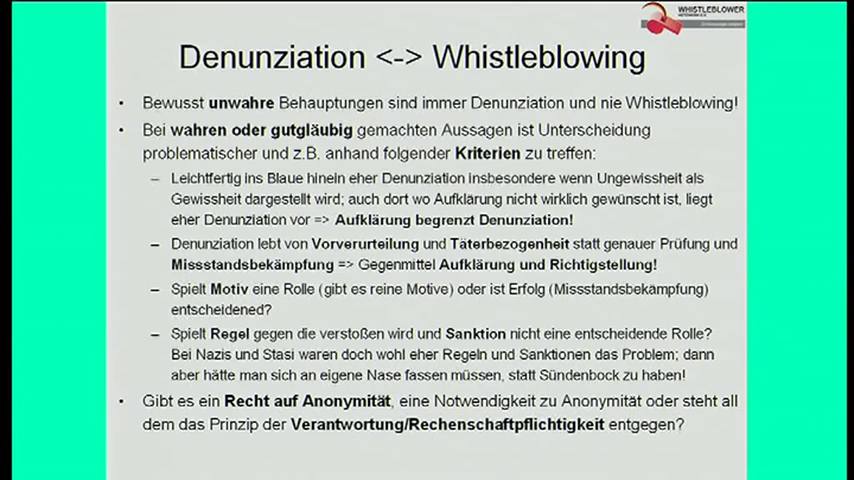 WHISTLEBLOWER
NETZWERK E.V.
Denunziation <-> Whistleblowing
• Bewusst unwahre Behauptungen sind immer Denunziation und nie Whistleblowing!
• Bei wahren oder gutgläubig gemachten Aussagen ist Unterscheidung
problematischer und z.B. anhand folgender Kriterien zu treffen:
– Leichtfertig ins Blaue hinein eher Denunziation insbesondere wenn Ungewissheit als
Gewissheit dargestellt wird; auch dort wo Aufklärung nicht wirklich gewünscht ist, liegt
eher Denunziation vor => Aufklärung begrenzt Denunziation!
– Denunziation lebt von Vorverurteilung und Täterbezogenheit statt genauer Prüfung und
Missstandsbekämpfung => Gegenmittel Aufklärung und Richtigstellung!
– Spielt Motiv eine Rolle (gibt es reine Motive) oder ist Erfolg (Missstandsbekämpfung)
entscheidened?
– Spielt Regel gegen die verstoßen wird und Sanktion nicht eine entscheidende Rolle?
Bei Nazis und Stasi waren doch wohl eher Regeln und Sanktionen das Problem; dann
aber hätte man sich an eigene Nase fassen müssen, statt Sündenbock zu haben!
• Gibt es ein Recht auf Anonymität, eine Notwendigkeit zu Anonymität oder steht all
dem das Prinzip der Verantwortung/Rechenschaftpflichtigkeit entgegen?